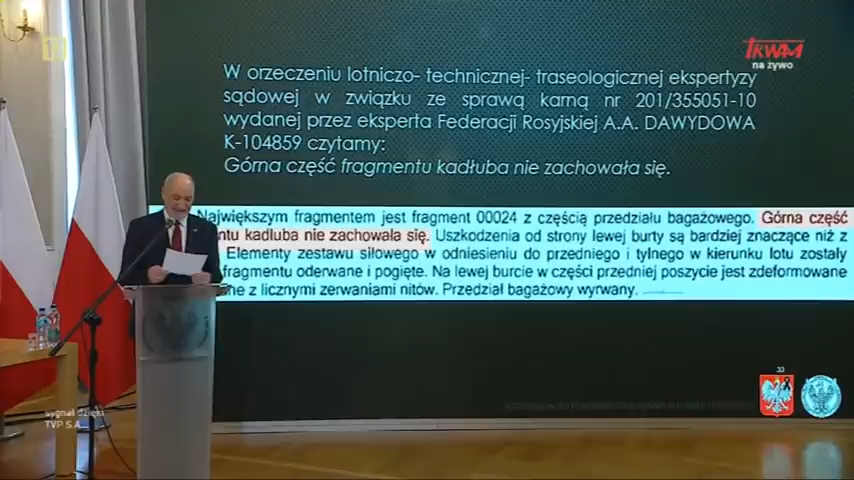 TRWAM
na żywo
W orzeczeniu lotniczo- technicznej- traseologicznej ekspertyzy
sądowej w związku ze sprawą karną nr 201/355051-10
wydanej przez eksperta Federacji Rosyjskiej A.A. DAWYDOWA
K-104859 czytamy:
Górna część fragmentu kadłuba nie zachowała się.
Największym fragmentem jest fragment 00024 z częścią przedziału bagażowego. Górna część
ntu kadłuba nie zachowała się. Uszkodzenia od strony lewej burty są bardziej znaczące niż z
Elementy zestawu siłowego w odniesieniu do przedniego i tylnego w kierunku lotu zostały
fragmentu oderwane i pogięte. Na lewej burcie w części przedniej poszycie jest zdeformowane
ne z licznymi zerwaniami nitów. Przedział bagażowy wyrwany.
33
sygnał dzięki
TVP S.A.